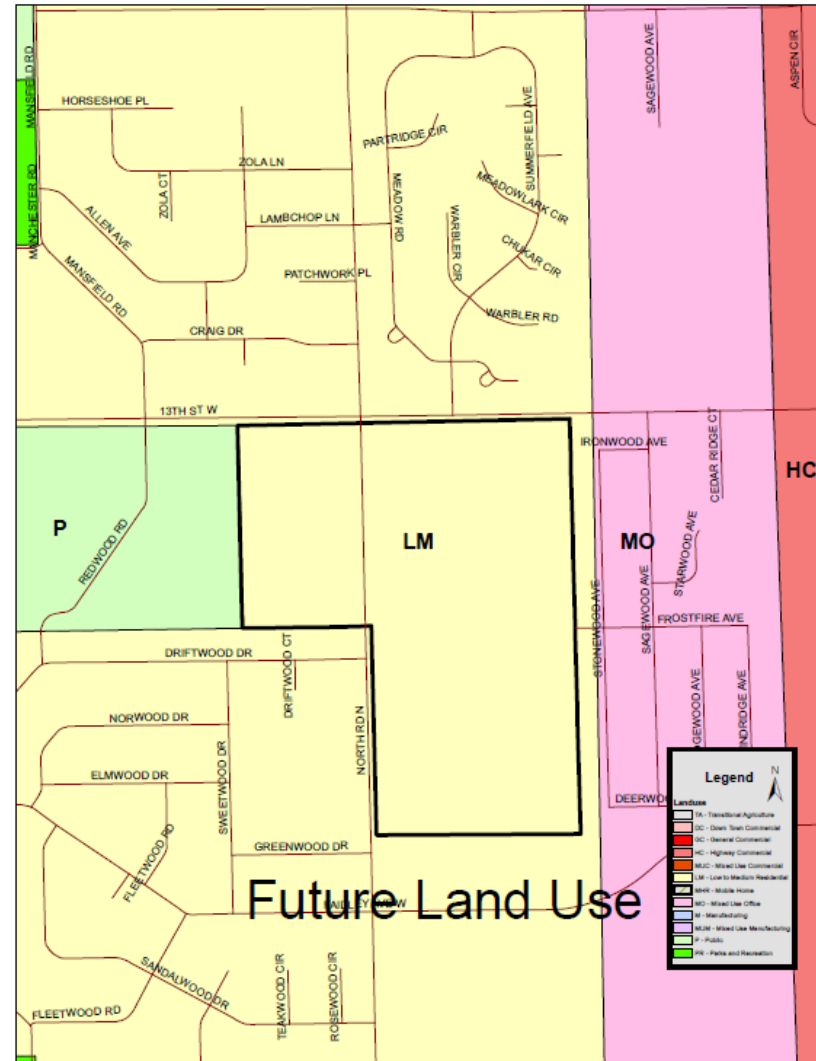 MANSFIELD RD
SAGEWOOD AVE
ASPEN CIR
HORSESHOE PL
PARTRIDGE CIR
SUMMERFIELD AVE
ZOLA LN
ZOLA CT
MEADOW RD
MEADOWLARK CIR
MANCHESTER RD
ALLEN AVE
LAMBCHOP LN
WARBLER CIR
CHUKAR CIR
MANSFIELD RD
PATCHWORK PL
WARBLER RD
CRAIG DR
13TH ST W
IRONWOOD AVE
CEDAR RIDGE CT
HC
P
LM
MO
REDWOOD RD
STARWOOD AVE
STONEWOOD AVE
SAGEWOOD AVE
FROSTFIRE AVE
DRIFTWOOD DR
DRIFTWOOD CT
NORTH RD N
NORWOOD DR
SWEETWOOD DR
ELMWOOD DR
FLEETWOOD RD
GREENWOOD DR
Future Land Use
SANDALWOOD DR
TEAKWOOD CIR
ROSEWOOD CIR
FLEETWOOD RD
Legend
N
Landuse
TA - Transitional Agriculture
DC - Down Town Commercial
GC - General Commercial
HC - Highway Commercial
MUC - Mixed Use Commercial
LM - Low to Medium Residential
MHR - Mobile Home
MO - Mixed Use Office
M - Manufacturing
MUM - Mixed Use Manufacturing
P - Public
PR - Parks and Recreation